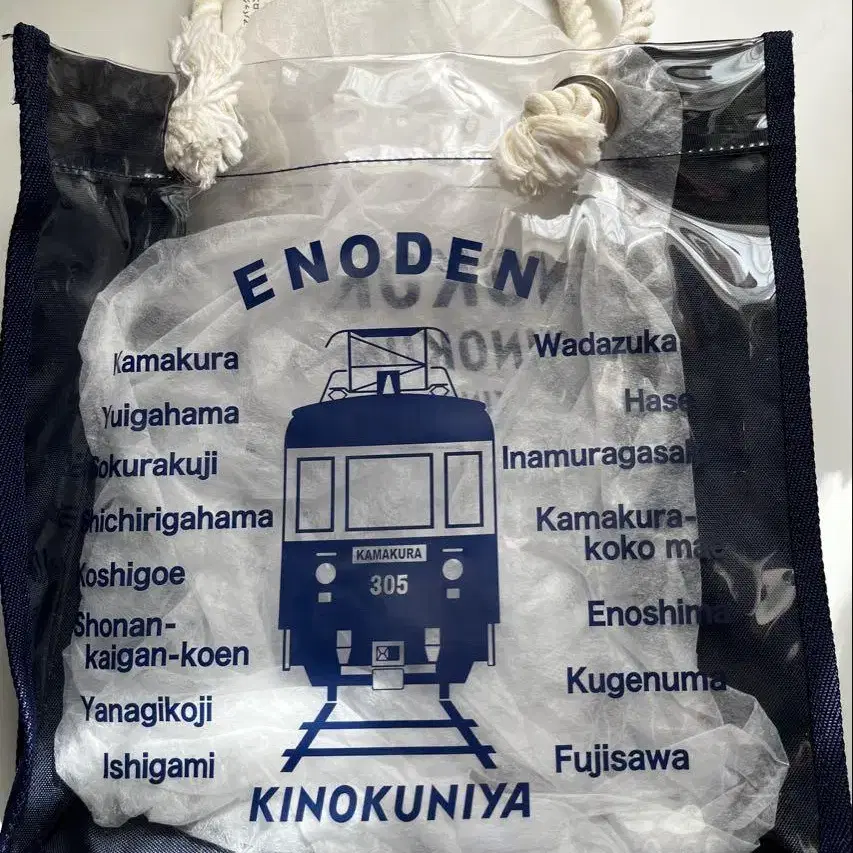 ENODEN
Kamakura
Wadazuka
Yuigahama
Hase
Gokurakuji
Inamuragasaki
Shichirigahama
Kamakura-
koko mae
Koshigoe
Enoshima
Shonan-
kaigan-koen
Kugenuma
Yanagikoji
Ishigami
Fujisawa
KAMAKURA
305
KINOKUNIYA